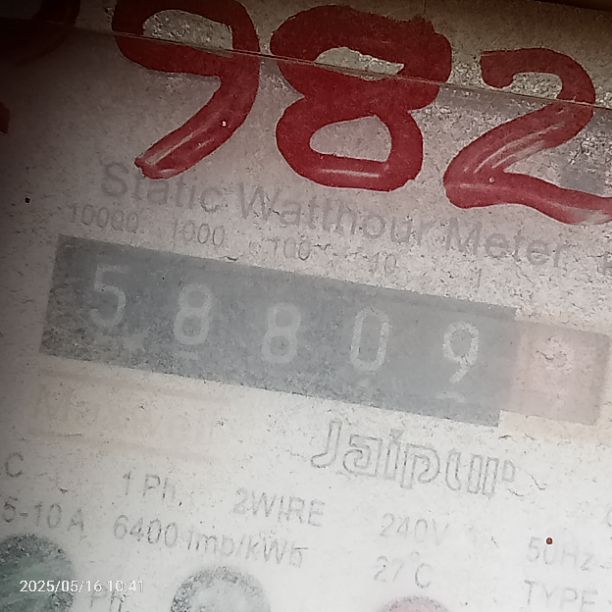 982
Static Watthour Meter
10000 1000 100 10 1
58809
Jaipur
1 Ph. 2WIRE 240V 50Hz
5-10 A 6400 imp/kWh 27°C TYPE
2025/05/16 10:41